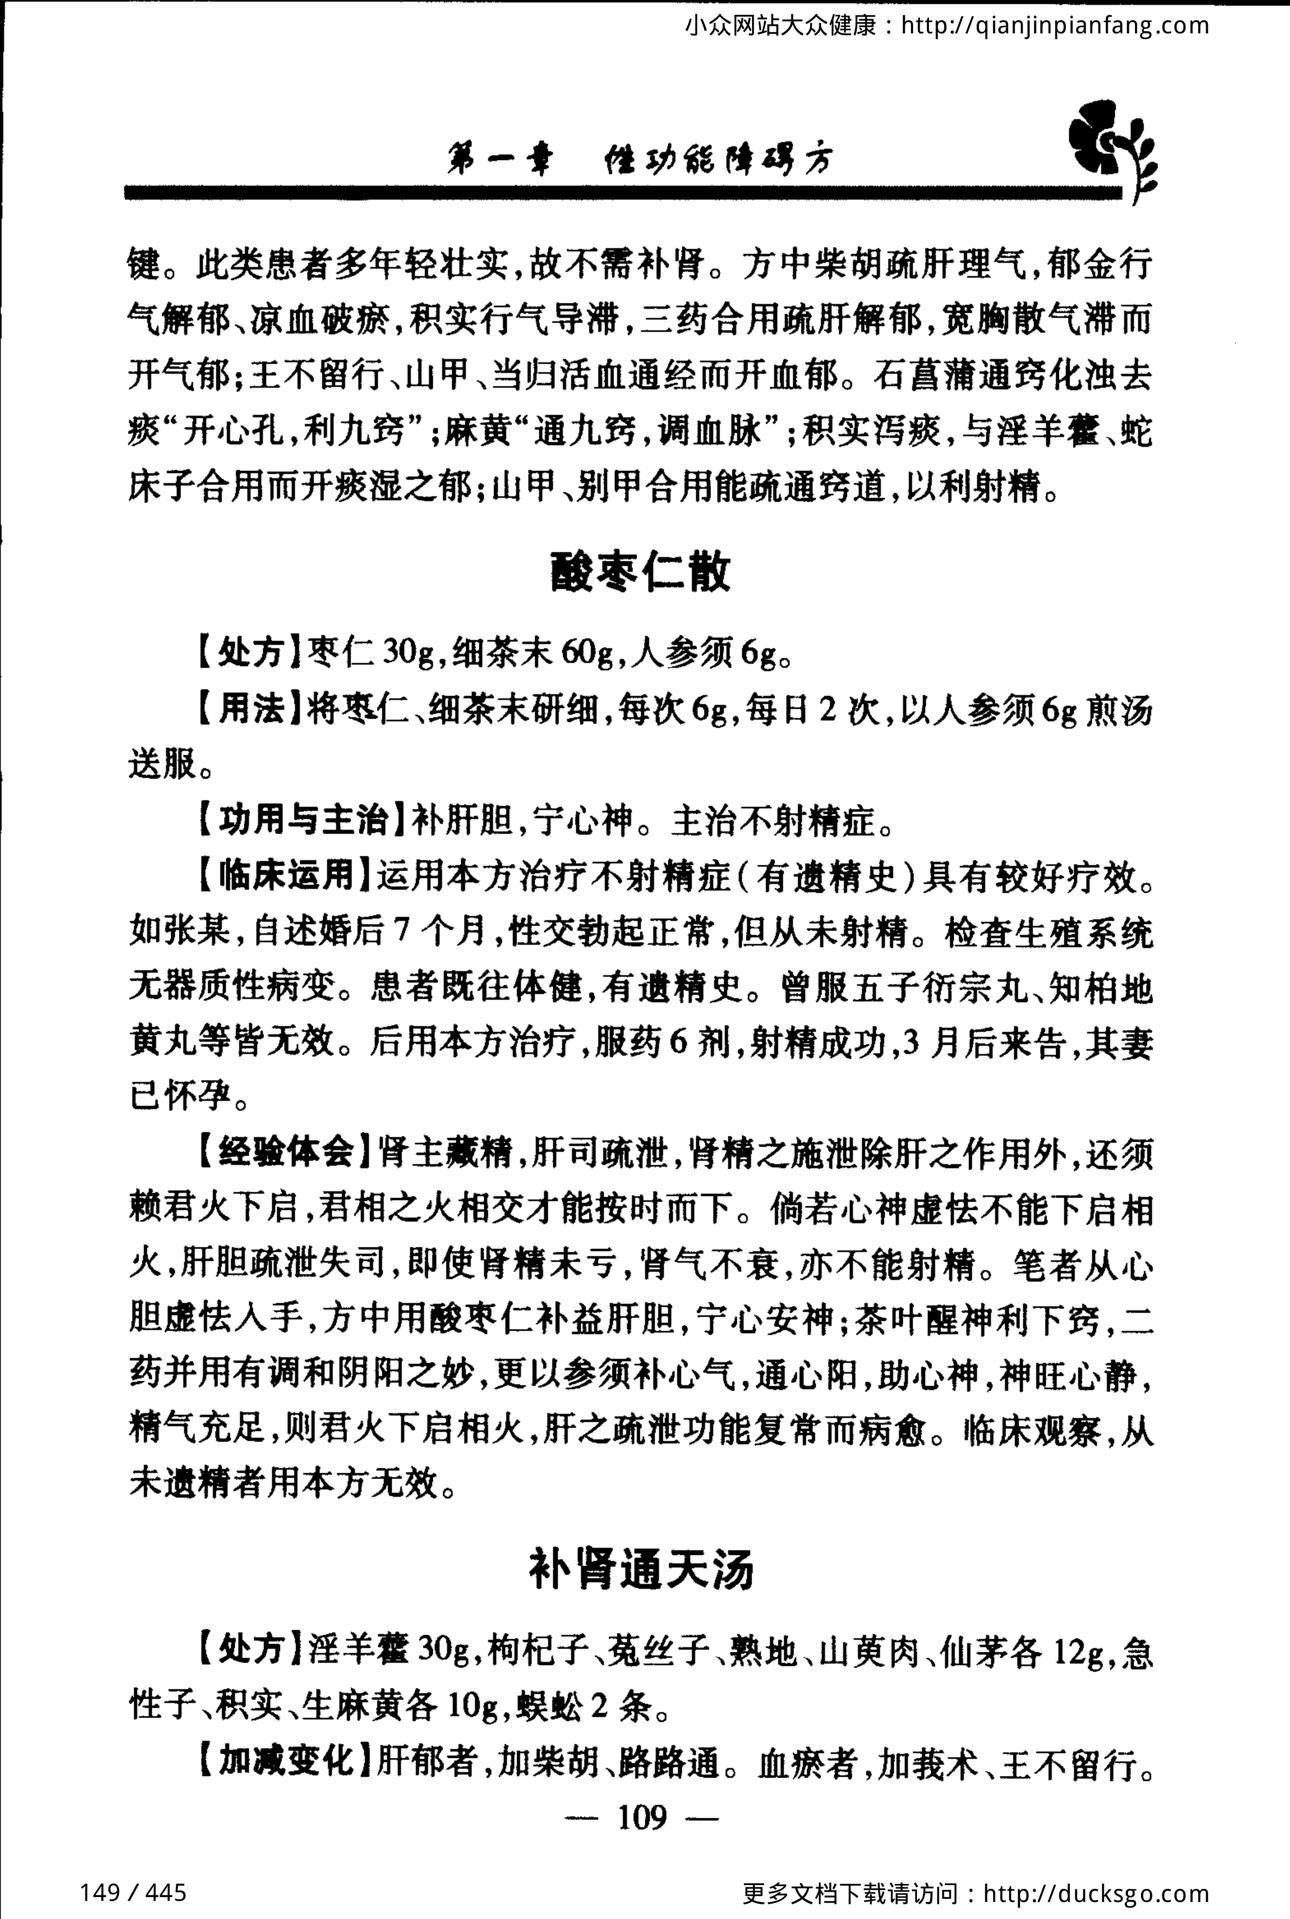 小众网站大众健康：http://qianjinpianfang.com
第一章 性功能障碍方
键。此类患者多年轻壮实,故不需补肾。方中柴胡疏肝理气,郁金行
气解郁、凉血破瘀,积实行气导滞,三药合用疏肝解郁,宽胸散气滞而
开气郁;王不留行、山甲、当归活血通经而开血郁。石菖蒲通窍化浊去
痰“开心孔,利九窍”;麻黄“通九窍,调血脉”;积实泻痰,与淫羊藿、蛇
床子合用而开痰湿之郁;山甲、别甲合用能疏通窍道,以利射精。
酸枣仁散
【处方】枣仁30g,细茶末60g,人参须6g。
【用法】将枣仁、细茶末研细,每次6g,每日2次,以人参须6g煎汤
送服。
【功用与主治】补肝胆,宁心神。主治不射精症。
【临床运用】运用本方治疗不射精症(有遗精史)具有较好疗效。
如张某,自述婚后7个月,性交勃起正常,但从未射精。检查生殖系统
无器质性病变。患者既往体健,有遗精史。曾服五子衍宗丸、知柏地
黄丸等皆无效。后用本方治疗,服药6剂,射精成功,3月后来告,其妻
已怀孕。
【经验体会】肾主藏精,肝司疏泄,肾精之施泄除肝之作用外,还须
赖君火下启,君相之火相交才能按时而下。倘若心神虚怯不能下启相
火,肝胆疏泄失司,即使肾精未亏,肾气不衰,亦不能射精。笔者从心
胆虚怯入手,方中用酸枣仁补益肝胆,宁心安神;茶叶醒神利下窍,二
药并用有调和阴阳之妙,更以参须补心气,通心阳,助心神,神旺心静,
精气充足,则君火下启相火,肝之疏泄功能复常而病愈。临床观察,从
未遗精者用本方无效。
补肾通天汤
【处方】淫羊藿30g,枸杞子、菟丝子、熟地、山萸肉、仙茅各12g,急
性子、积实、生麻黄各10g,蜈蚣2条。
【加减变化】肝郁者,加柴胡、路路通。血瘀者,加莪术、王不留行。
— 109 —
149 / 445
更多文档下载请访问：http://ducksgo.com